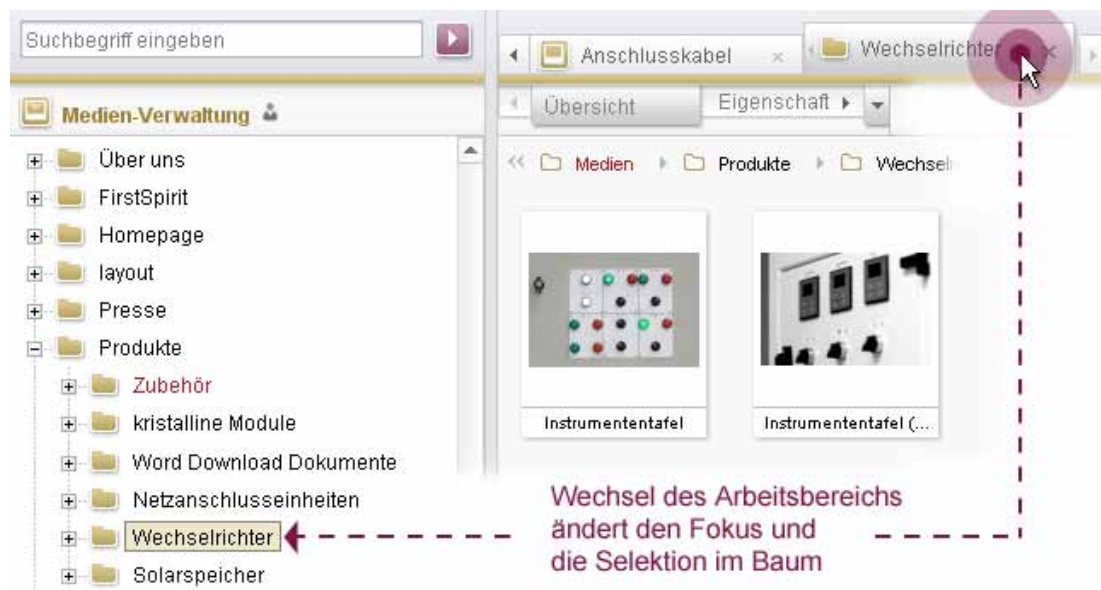 Suchbegriff eingeben
Anschlusskabel
Wechselrichter
Medien-Verwaltung
Übersicht
Eigenschaft
Über uns
FirstSpirit
Homepage
layout
Presse
Produkte
Zubehör
kristalline Module
Word Download Dokumente
Netzanschlusseinheiten
Wechselrichter
Solarspeicher
Medien
Produkte
Instrumententafel
Instrumententafel (...
Wechsel des Arbeitsbereichs
ändert den Fokus und
die Selektion im Baum